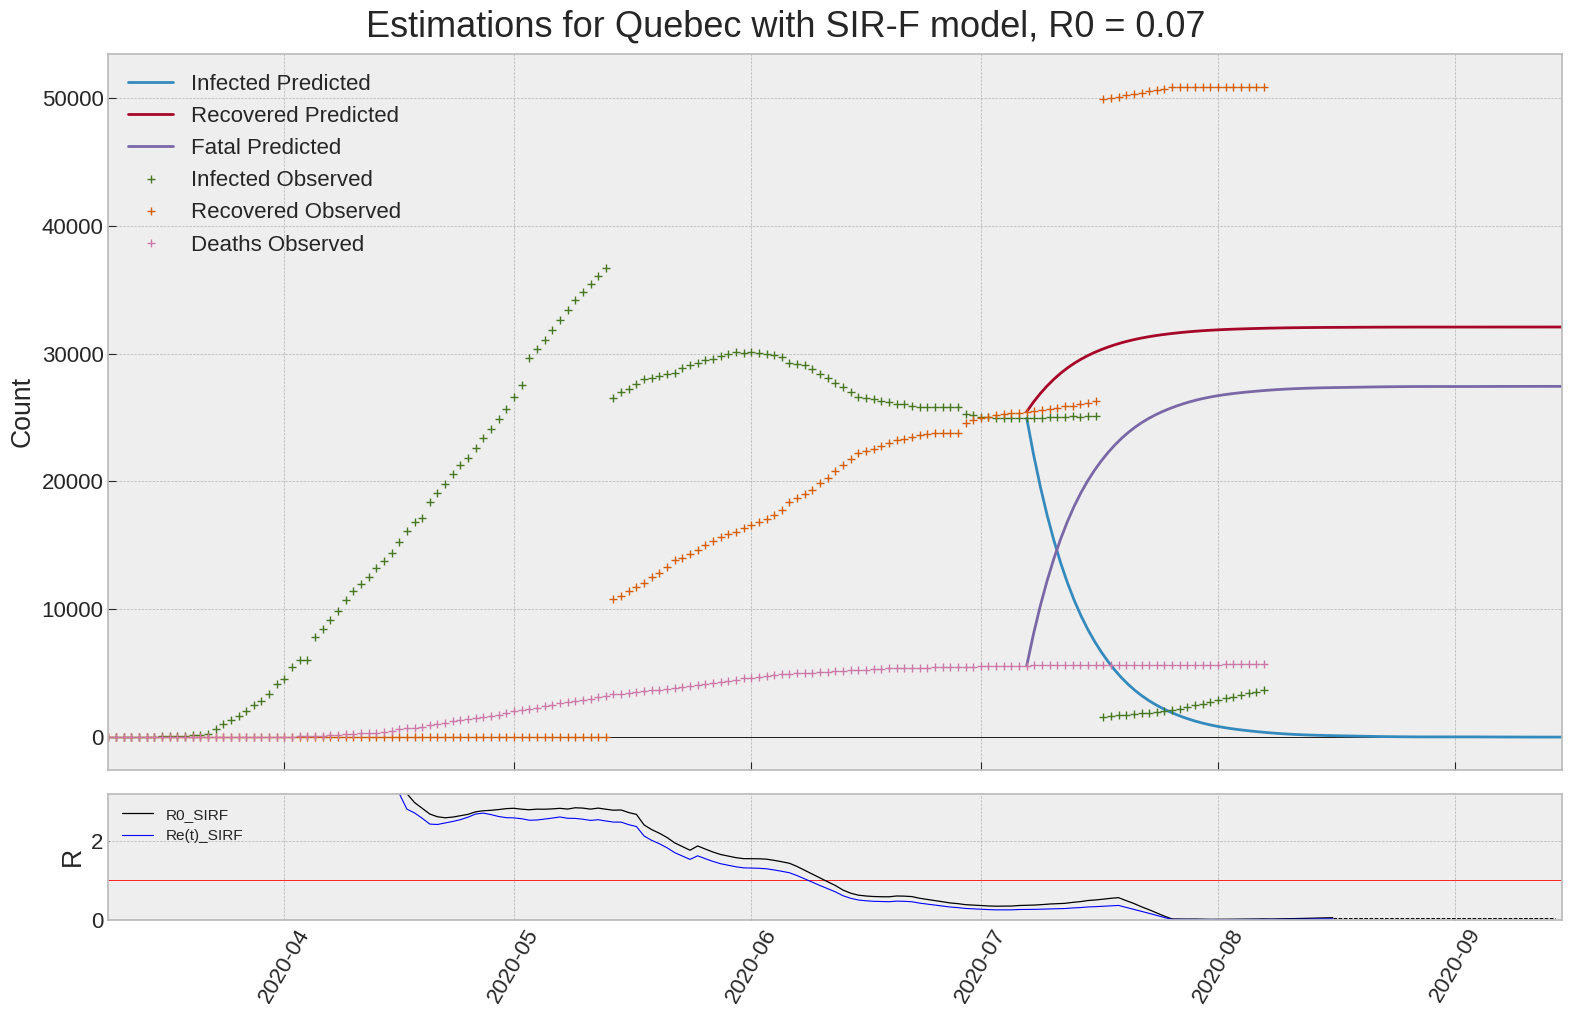 Estimations for Quebec with SIR-F model, R0 = 0.07
Infected Predicted
Recovered Predicted
Fatal Predicted
Infected Observed
Recovered Observed
Deaths Observed
50000
40000
30000
20000
10000
0
Count
R0_SIRF
Re(t)_SIRF
2
0
R
2020-04
2020-05
2020-06
2020-07
2020-08
2020-09